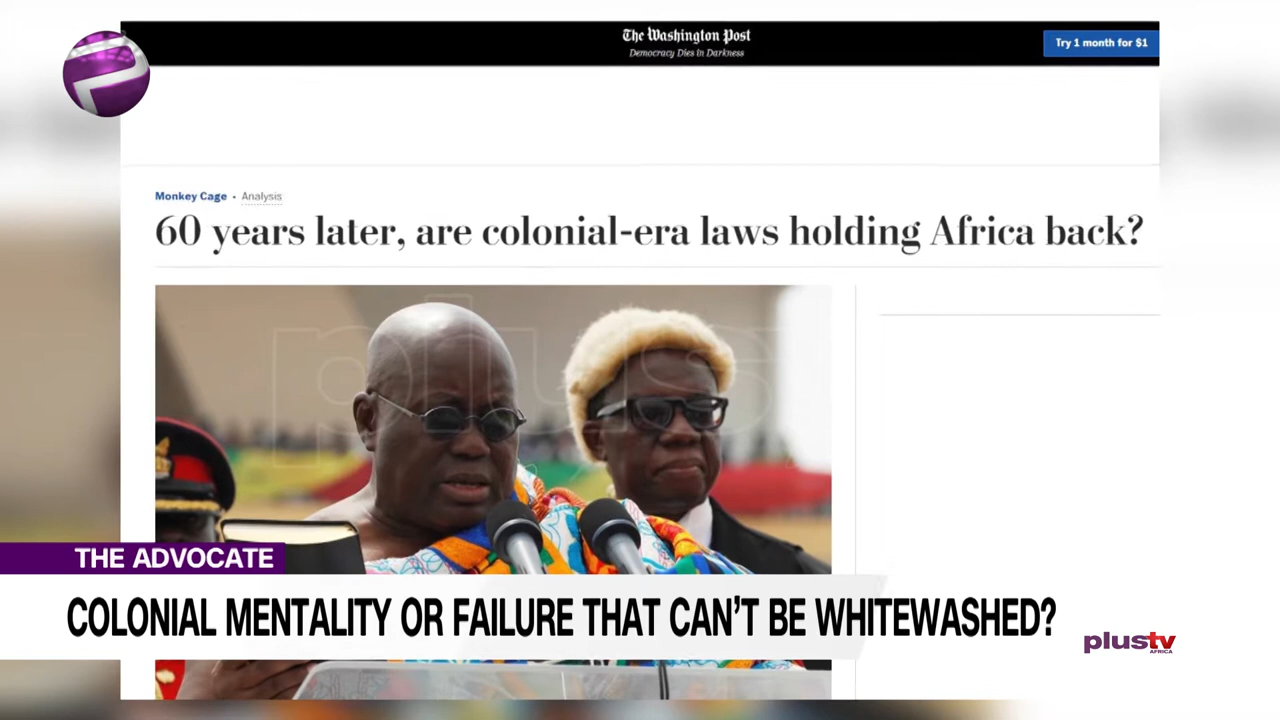 The Washington Post
Democracy Dies in Darkness
Try 1 month for $1
Monkey Cage • Analysis
60 years later, are colonial-era laws holding Africa back?
plus
THE ADVOCATE
COLONIAL MENTALITY OR FAILURE THAT CAN'T BE WHITEWASHED?
plustv
AFRICA